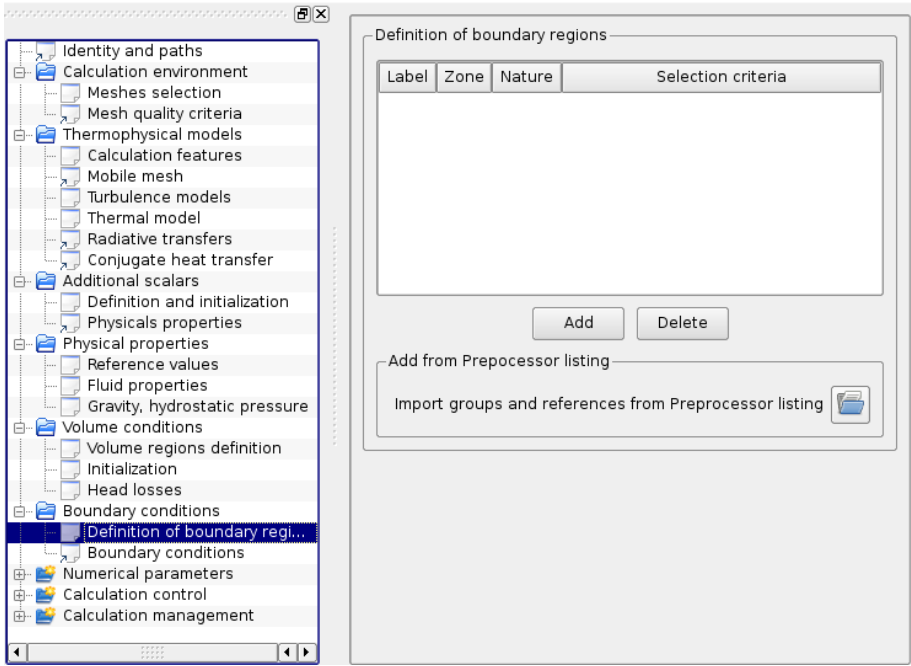 Identity and paths
Calculation environment
Meshes selection
Mesh quality criteria
Thermophysical models
Calculation features
Mobile mesh
Turbulence models
Thermal model
Radiative transfers
Conjugate heat transfer
Additional scalars
Definition and initialization
Physicals properties
Physical properties
Reference values
Fluid properties
Gravity, hydrostatic pressure
Volume conditions
Volume regions definition
Initialization
Head losses
Boundary conditions
Definition of boundary regi...
Boundary conditions
Numerical parameters
Calculation control
Calculation management
Definition of boundary regions
Label Zone Nature Selection criteria
Add Delete
Add from Prepocessor listing
Import groups and references from Preprocessor listing